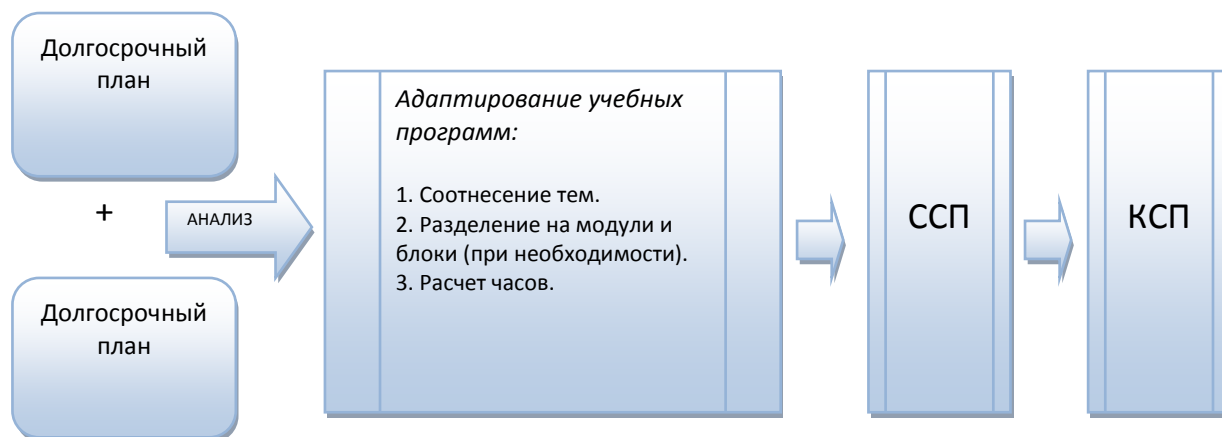 Долгосрочный
план
+
Долгосрочный
план
АНАЛИЗ
Адаптирование учебных
программ:
1. Соотнесение тем.
2. Разделение на модули и
блоки (при необходимости).
3. Расчет часов.
ССП
КСП